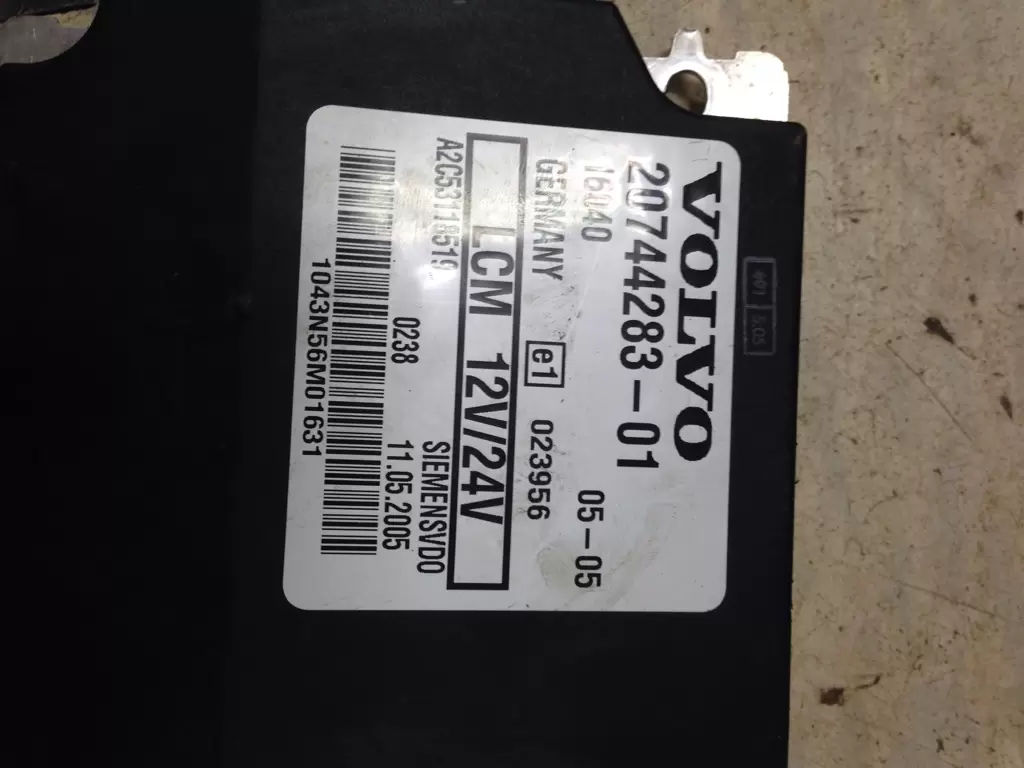 VOLVO
20744283-01
16040 05-05
GERMANY e1 023956
LCM 12V/24V
A2C53118519 SIEMENSVDO
0238 11.05.2005
1043N56M01631